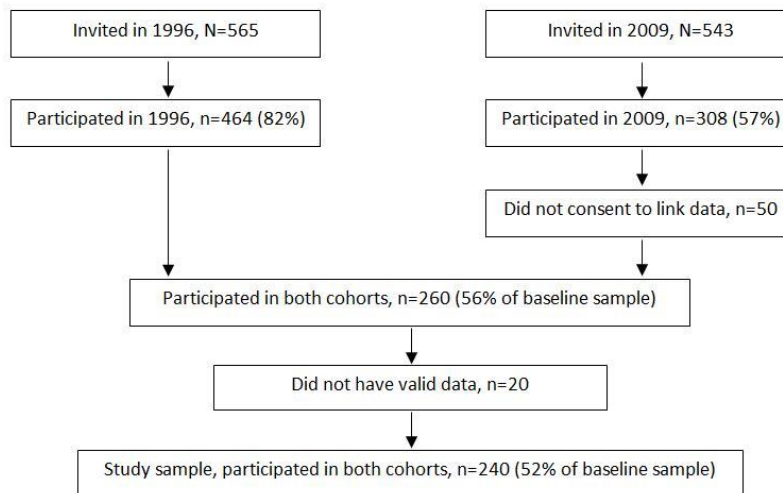 Invited in 1996, N=565
Invited in 2009, N=543
Participated in 1996, n=464 (82%)
Participated in 2009, n=308 (57%)
Did not consent to link data, n=50
Participated in both cohorts, n=260 (56% of baseline sample)
Did not have valid data, n=20
Study sample, participated in both cohorts, n=240 (52% of baseline sample)